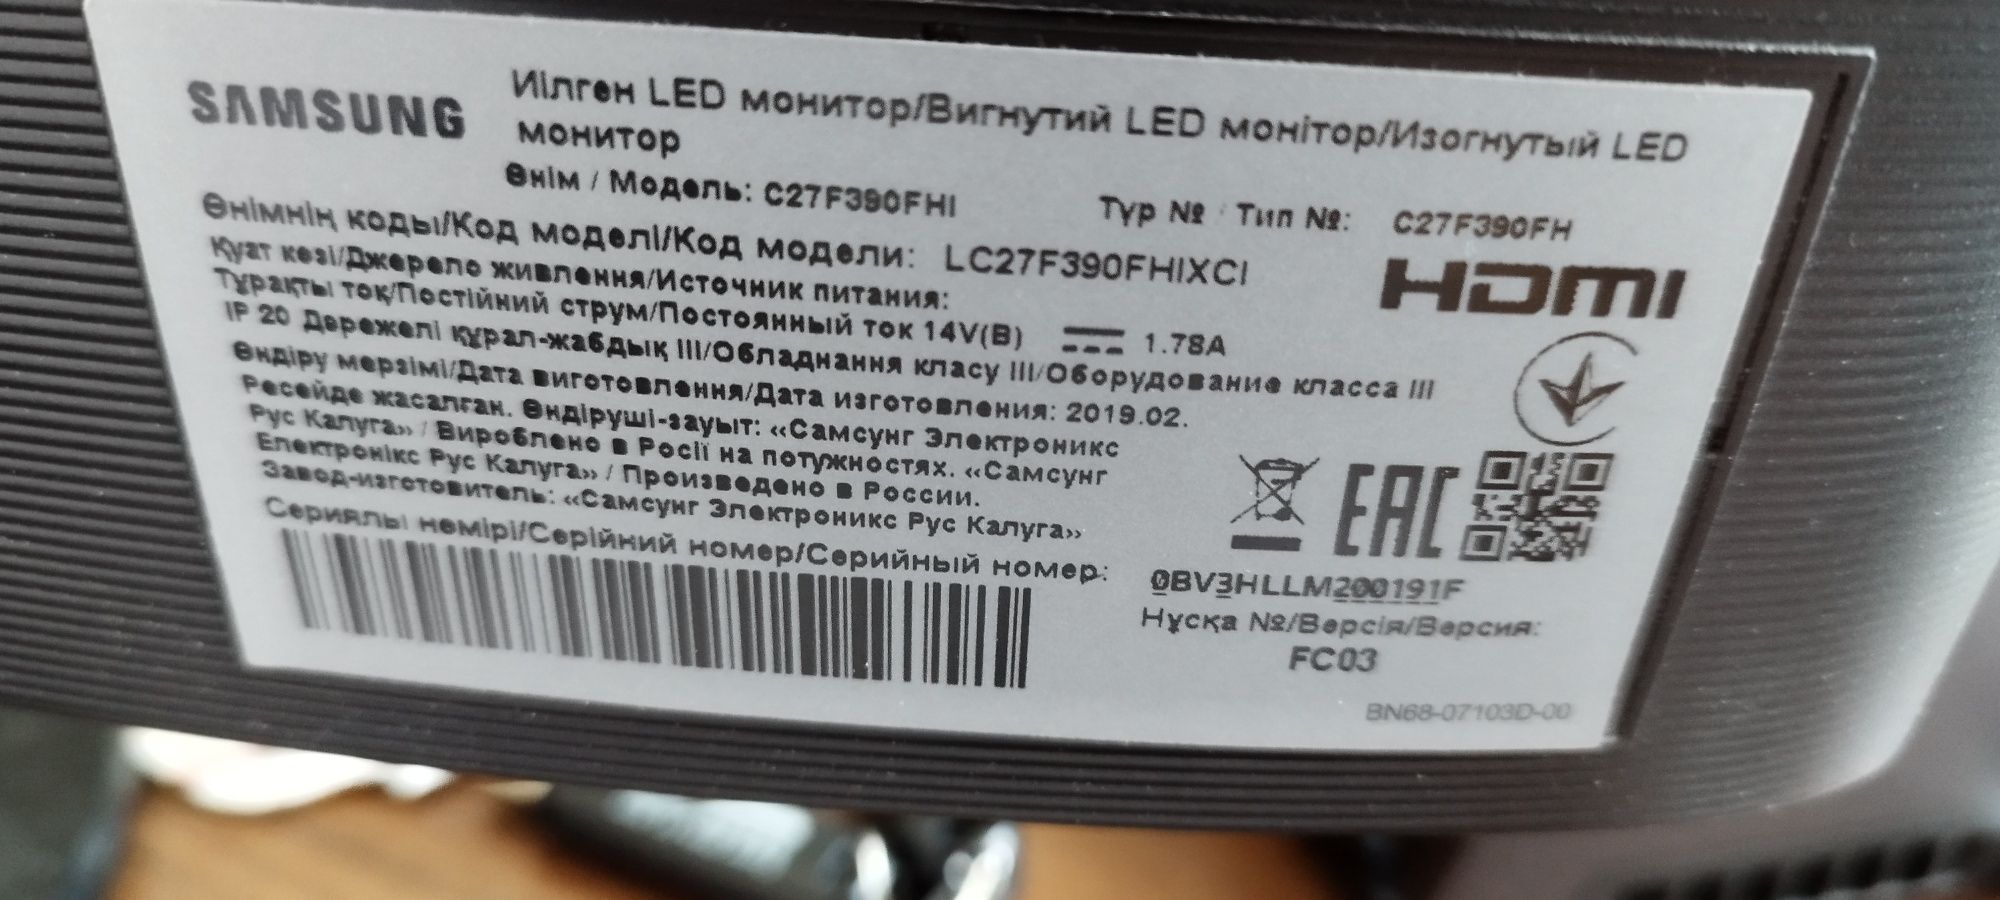 SAMSUNG
Иілген LED монитор/Вигнутий LED монітор/Изогнутый LED
монитор
Өнім / Модель: C27F390FHI
Түр № / Тип №: C27F390FH
Өнімнің коды/Код моделі/Код модели: LC27F390FHIXCI
Қуат көзі/Джерело живлення/Источник питания:
Тұрақты ток/Постійний струм/Постоянный ток 14V(В) 1.78A
HDMI
IP 20 Дәрежелі құрал-жабдық III/Обладнання класу III/Оборудование класса III
Өндіру мерзімі/Дата виготовлення/Дата изготовления: 2019.02.
Ресейде жасалған. Өндіруші-зауыт: «Самсунг Электроникс
Рус Калуга» / Вироблено в Росії на потужностях. «Самсунг
Електронікс Рус Калуга» / Произведено в России.
Завод-изготовитель: «Самсунг Электроникс Рус Калуга»
EAC
Сериялы нөмірі/Серійний номер/Серийный номер:
0BV3HLLM200191F
Нұсқа №/Версія/Версия:
FC03
BN68-07103D-00